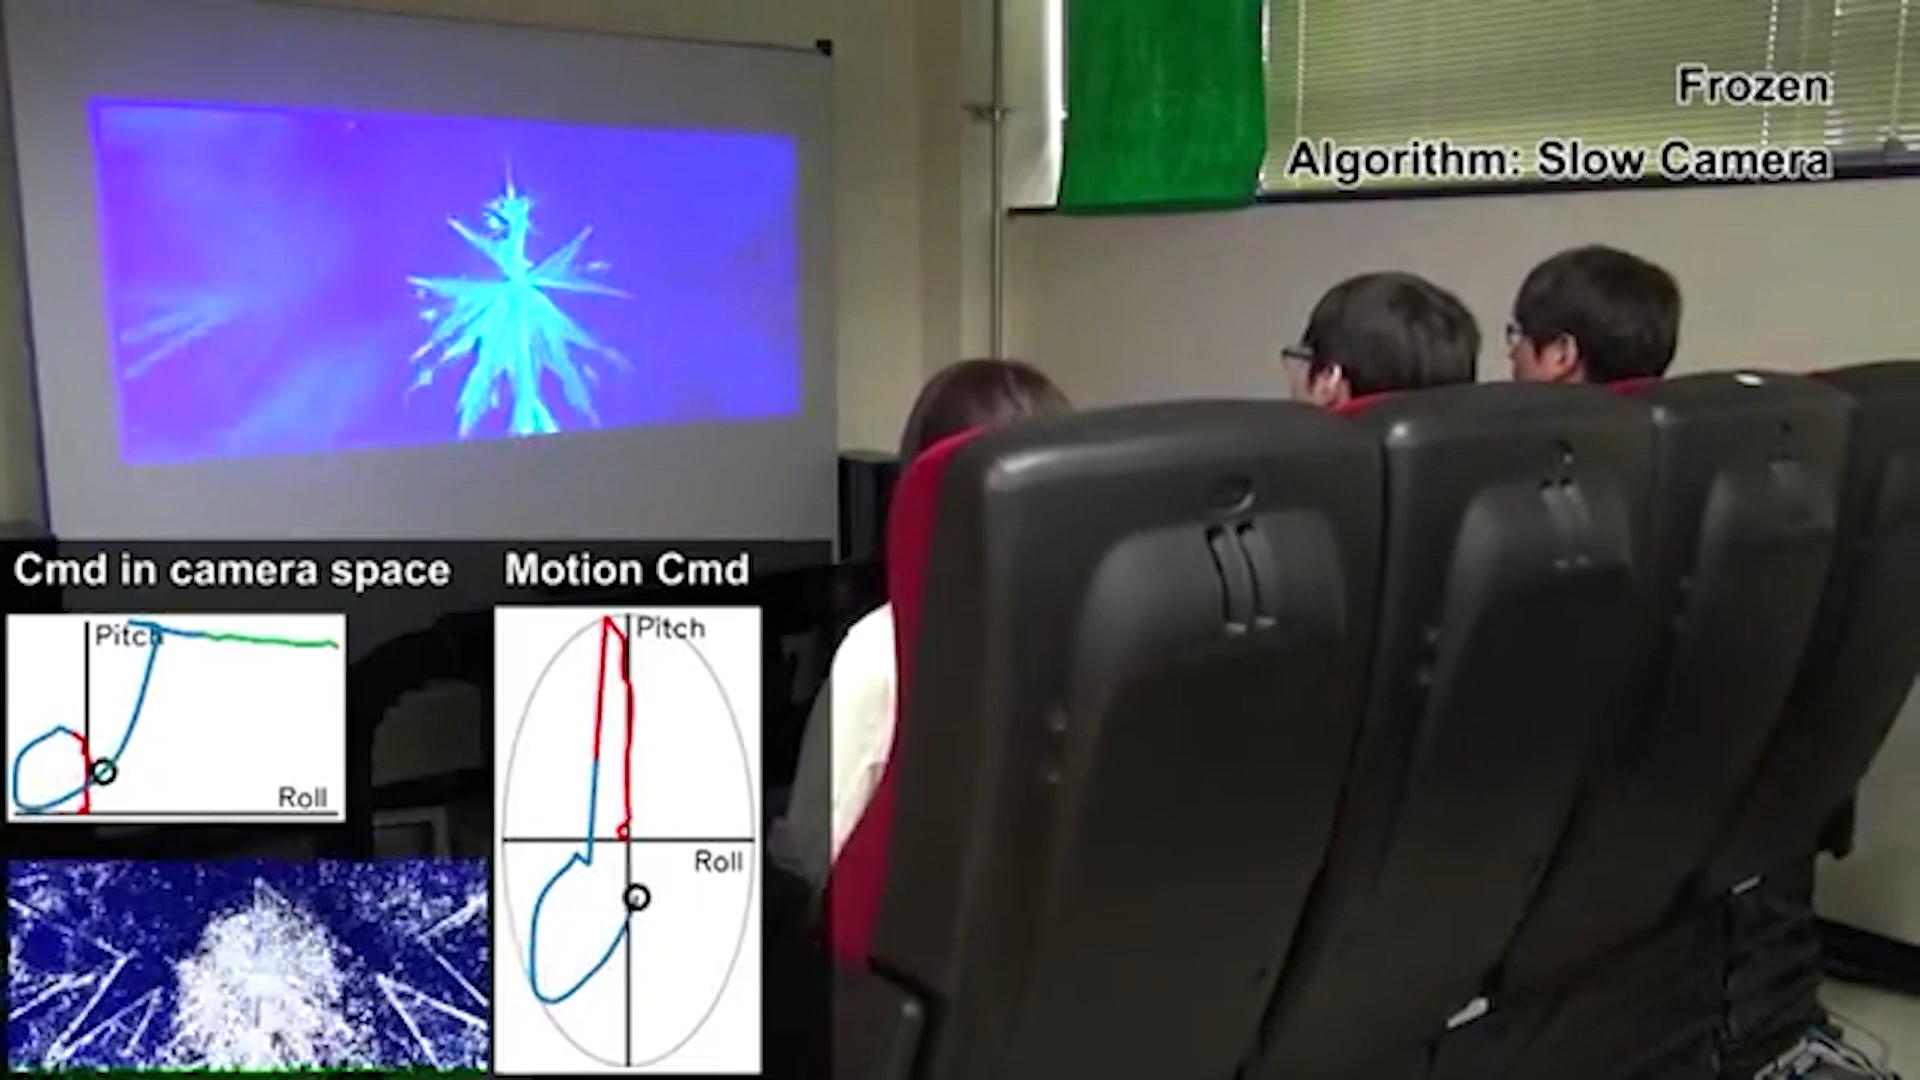 Frozen
Algorithm: Slow Camera
Cmd in camera space
Motion Cmd
Pitch
Roll
Pitch
Roll